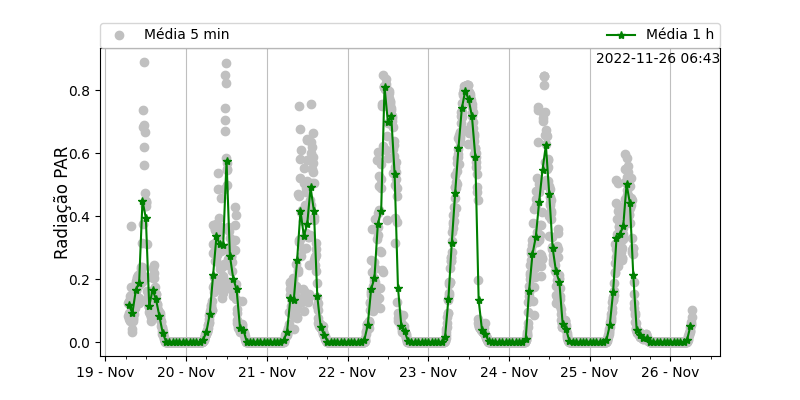 Média 5 min
Média 1 h
2022-11-26 06:43
Radiação PAR
0.8
0.6
0.4
0.2
0.0
19 - Nov
20 - Nov
21 - Nov
22 - Nov
23 - Nov
24 - Nov
25 - Nov
26 - Nov